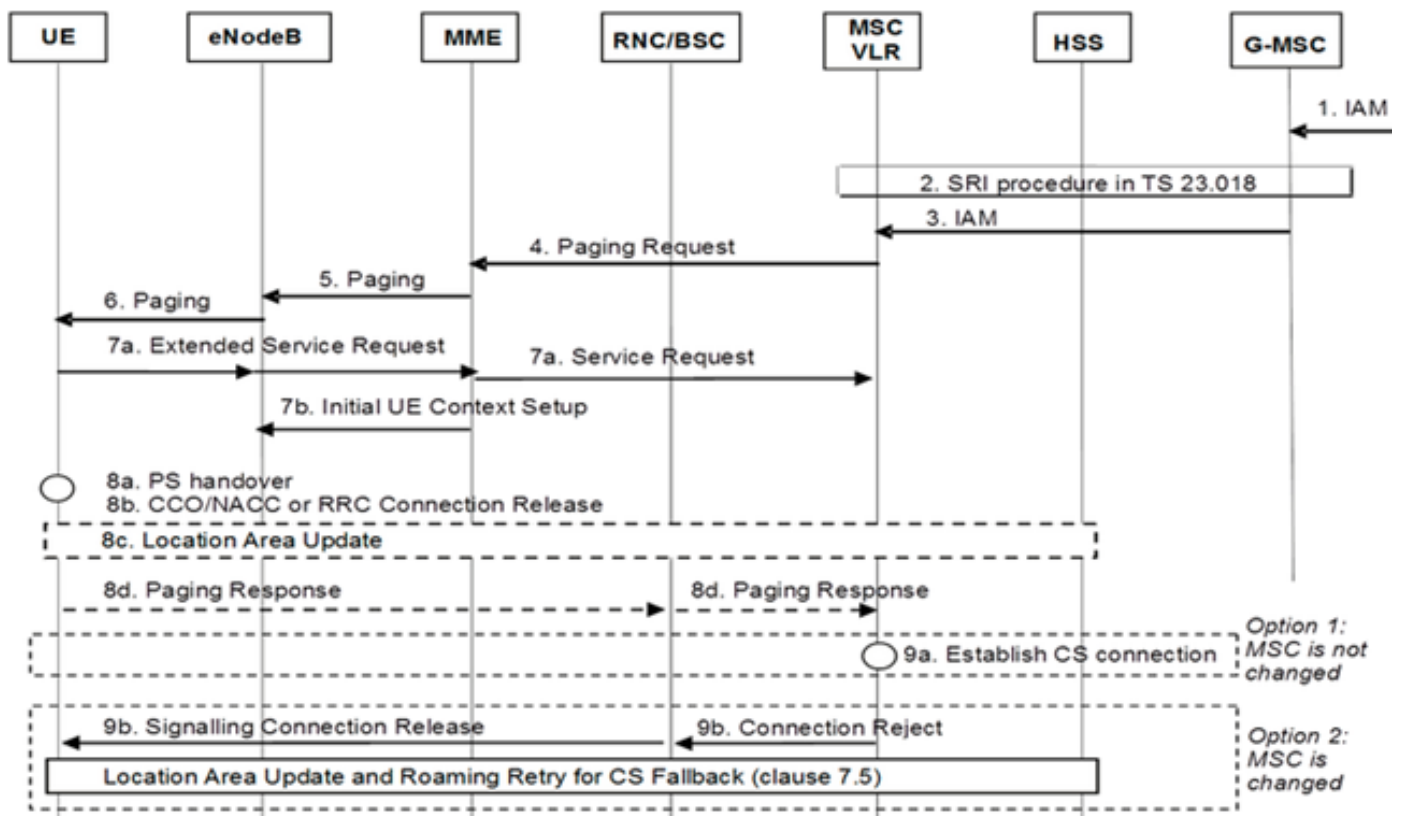 UE
eNodeB
MME
RNC/BSC
MSC
VLR
HSS
G-MSC
1. IAM
2. SRI procedure in TS 23.018
3. IAM
4. Paging Request
5. Paging
6. Paging
7a. Extended Service Request
7a. Service Request
7b. Initial UE Context Setup
8a. PS handover
8b. CCO/NACC or RRC Connection Release
8c. Location Area Update
8d. Paging Response
8d. Paging Response
Option 1:
MSC is not
changed
9a. Establish CS connection
9b. Signalling Connection Release
9b. Connection Reject
Option 2:
MSC is
changed
Location Area Update and Roaming Retry for CS Fallback (clause 7.5)